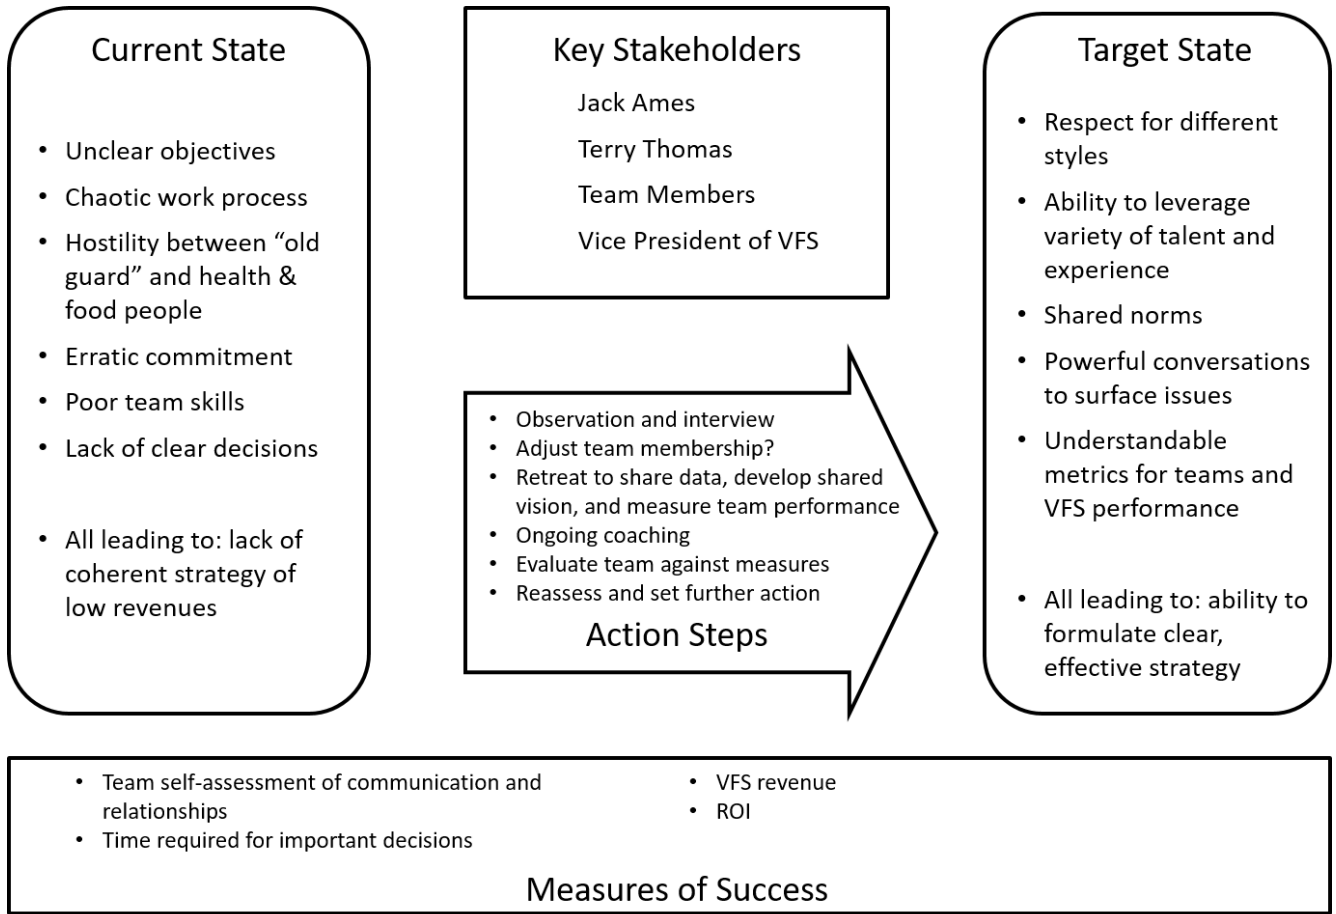 Current State
• Unclear objectives
• Chaotic work process
• Hostility between “old
guard” and health &
food people
• Erratic commitment
• Poor team skills
• Lack of clear decisions
• All leading to: lack of
coherent strategy of
low revenues
Key Stakeholders
Jack Ames
Terry Thomas
Team Members
Vice President of VFS
• Observation and interview
• Adjust team membership?
• Retreat to share data, develop shared
vision, and measure team performance
• Ongoing coaching
• Evaluate team against measures
• Reassess and set further action
Action Steps
Target State
• Respect for different
styles
• Ability to leverage
variety of talent and
experience
• Shared norms
• Powerful conversations
to surface issues
• Understandable
metrics for teams and
VFS performance
• All leading to: ability to
formulate clear,
effective strategy
• Team self-assessment of communication and
relationships
• Time required for important decisions
• VFS revenue
• ROI
Measures of Success